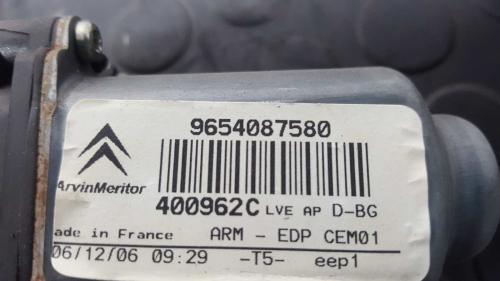 9654087580
ArvinMeritor
400962C LVE AP D-BG
ade in France ARM - EDP CEM01
06/12/06 09:29 -T5- eep1